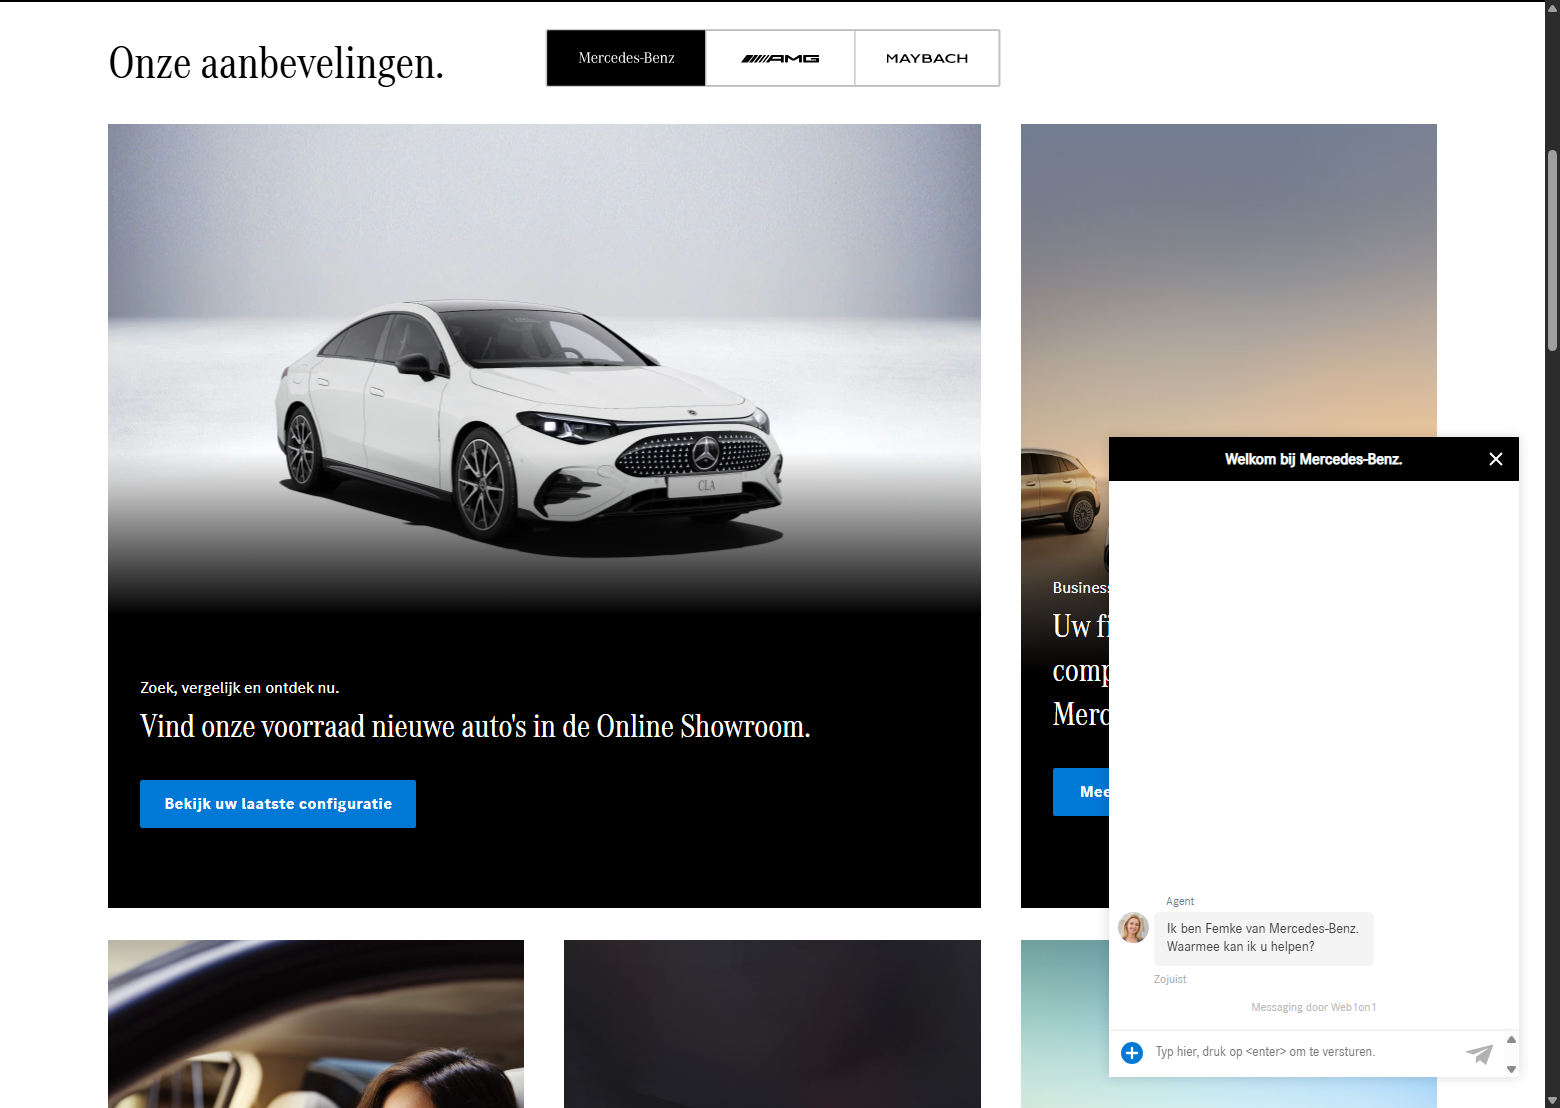 Onze aanbevelingen.
Mercedes-Benz
AMG
MAYBACH
CLA
Zoek, vergelijk en ontdek nu.
Vind onze voorraad nieuwe auto's in de Online Showroom.
Bekijk uw laatste configuratie
Business
Uw
comp
Merc
Mee
Welkom bij Mercedes-Benz.
Agent
Ik ben Femke van Mercedes-Benz.
Waarmee kan ik u helpen?
Zojuist
Messaging door Web1on1
Typ hier, druk op <enter> om te versturen.